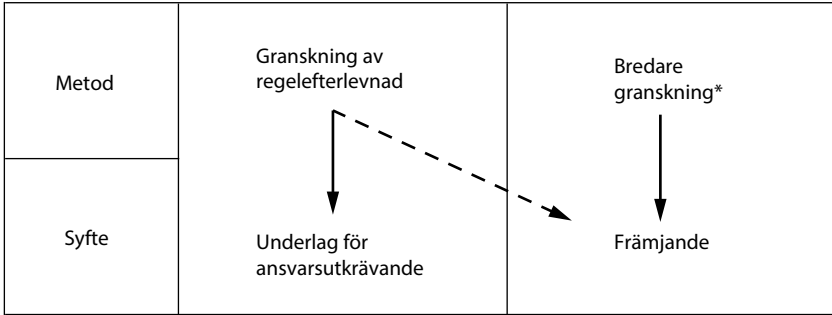 Metod
Granskning av
regelefterlevnad
Bredare
granskning*
Syfte
Underlag för
ansvarsutkrävande
Främjande